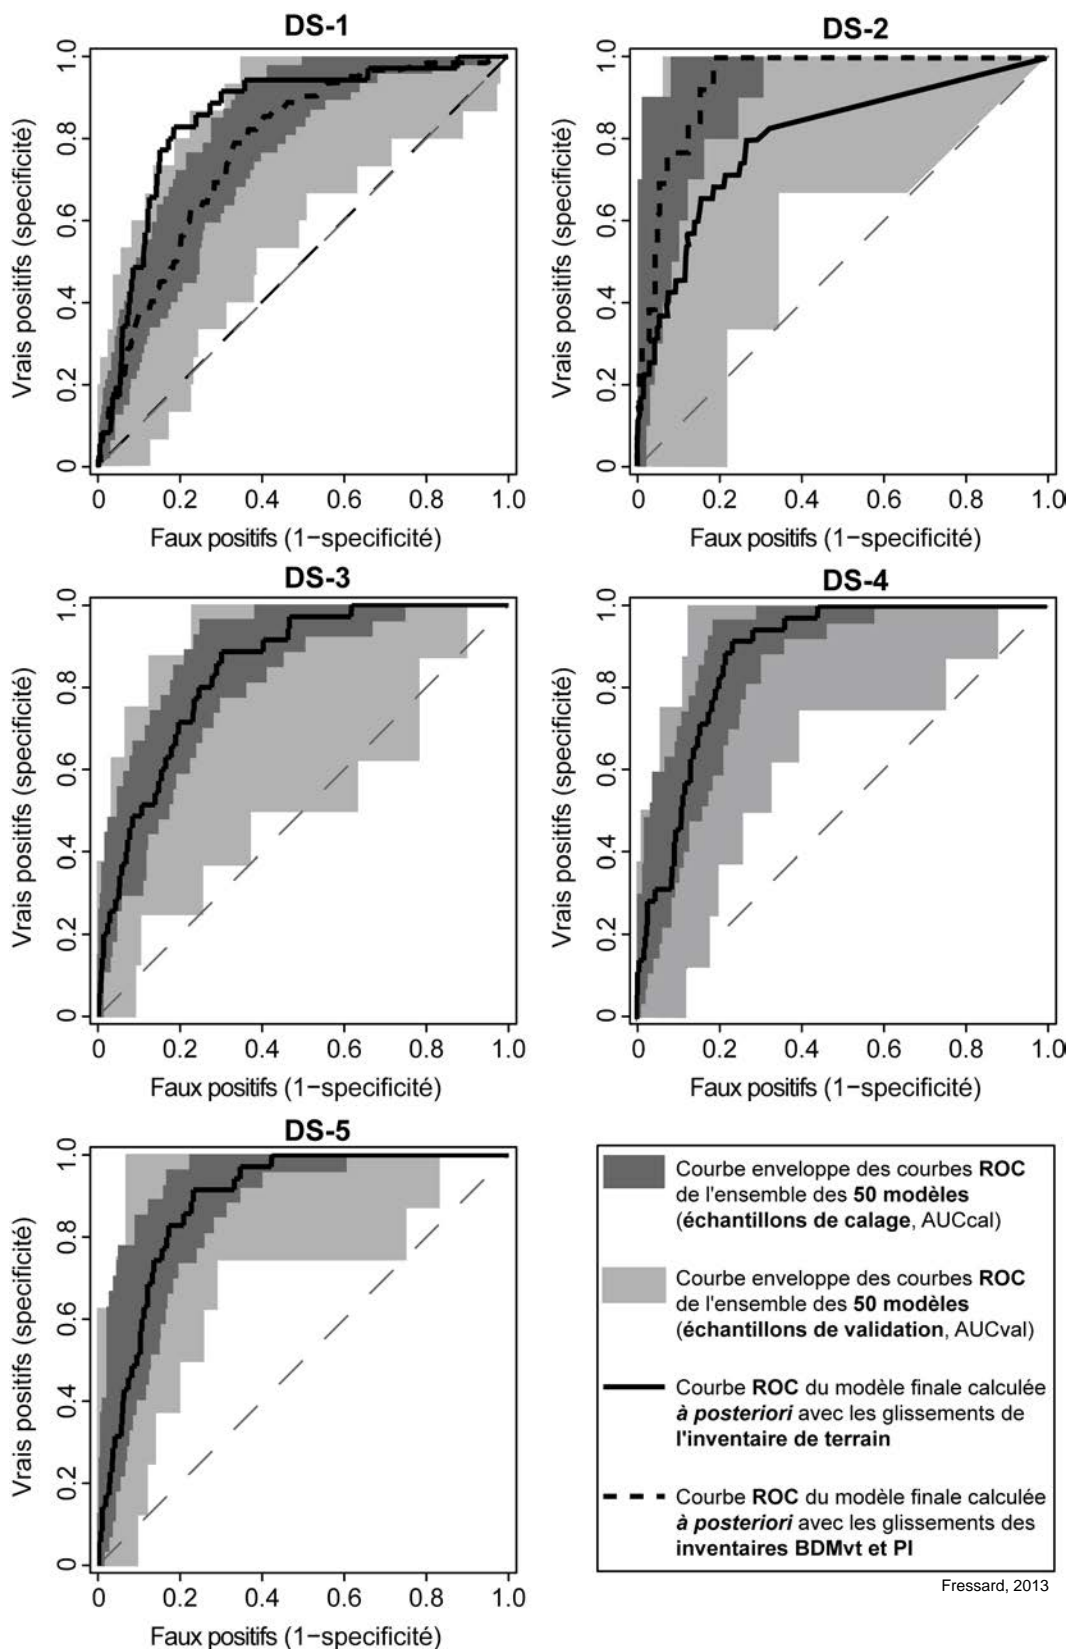 DS-1
Vrais positifs (specificité)
1.0
0.8
0.6
0.4
0.2
0
0 0.2 0.4 0.6 0.8 1.0
Faux positifs (1−specificité)
DS-2
Vrais positifs (specificité)
1.0
0.8
0.6
0.4
0.2
0
0 0.2 0.4 0.6 0.8 1.0
Faux positifs (1−specificité)
DS-3
Vrais positifs (specificité)
1.0
0.8
0.6
0.4
0.2
0
0 0.2 0.4 0.6 0.8 1.0
Faux positifs (1−specificité)
DS-4
Vrais positifs (specificité)
1.0
0.8
0.6
0.4
0.2
0
0 0.2 0.4 0.6 0.8 1.0
Faux positifs (1−specificité)
DS-5
Vrais positifs (specificité)
1.0
0.8
0.6
0.4
0.2
0
0 0.2 0.4 0.6 0.8 1.0
Faux positifs (1−specificité)
Courbe enveloppe des courbes ROC
de l'ensemble des 50 modèles
(échantillons de calage, AUCcal)
Courbe enveloppe des courbes ROC
de l'ensemble des 50 modèles
(échantillons de validation, AUCval)
Courbe ROC du modèle finale calculée
à posteriori avec les glissements de
l'inventaire de terrain
Courbe ROC du modèle finale calculée
à posteriori avec les glissements des
inventaires BDMvt et PI
Fressard, 2013